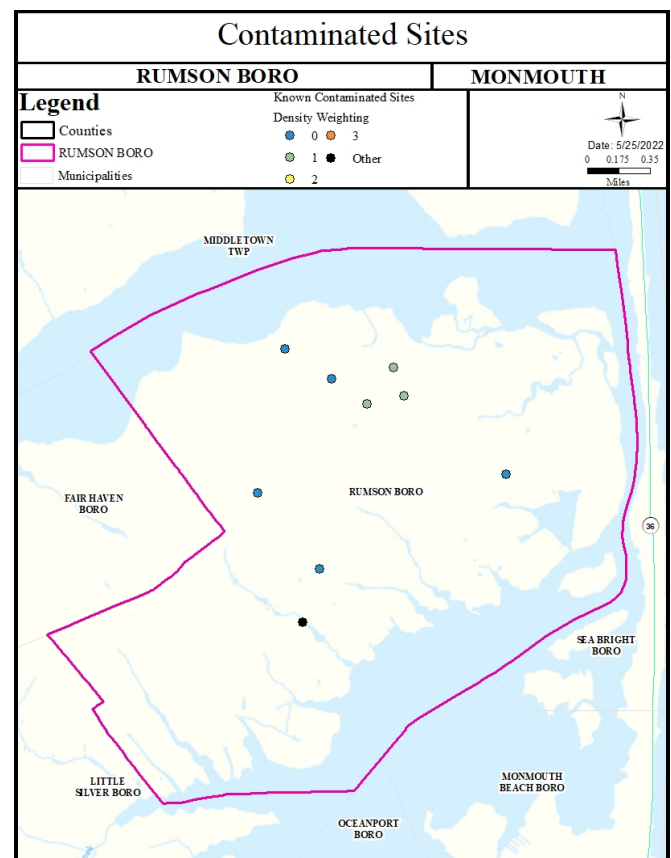 Contaminated Sites
RUMSON BORO
MONMOUTH
Legend
Counties
RUMSON BORO
Municipalities
Known Contaminated Sites
Density Weighting
0 3
1 Other
2
N
Date: 5/25/2022
0 0.175 0.35
Miles
MIDDLETOWN
TWP
FAIR HAVEN
BORO
RUMSON BORO
36
SEA BRIGHT
BORO
LITTLE
SILVER BORO
MONMOUTH
BEACH BORO
OCEANPORT
BORO